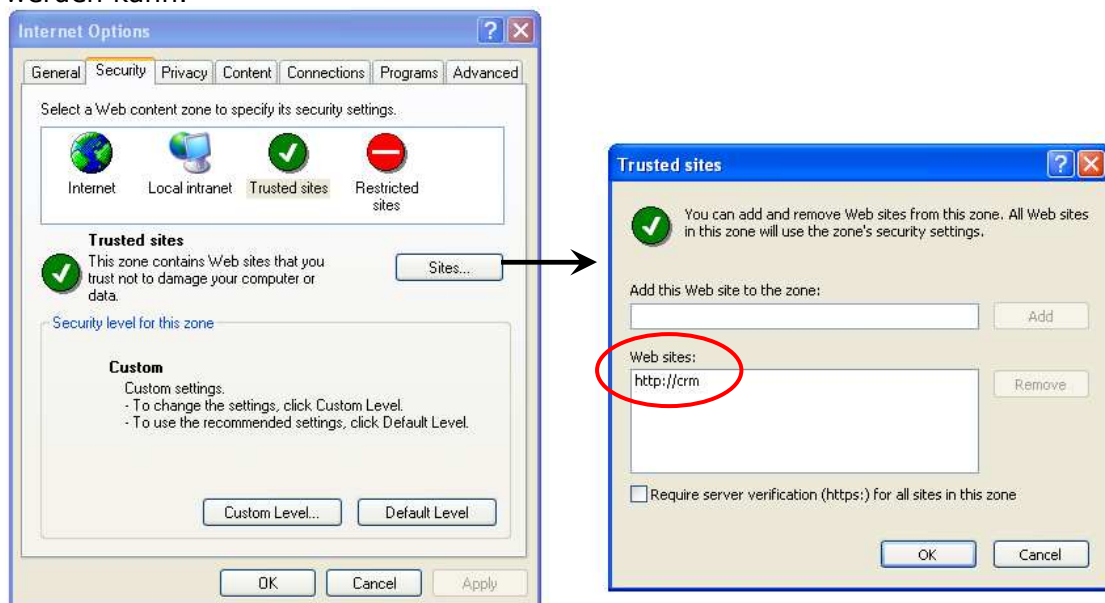 werden kann.
Internet Options
General Security Privacy Content Connections Programs Advanced
Select a Web content zone to specify its security settings.
Internet Local intranet Trusted sites Restricted
sites
Trusted sites
This zone contains Web sites that you
trust not to damage your computer or
data.
Sites...
Security level for this zone
Custom
Custom settings.
- To change the settings, click Custom Level.
- To use the recommended settings, click Default Level.
Custom Level... Default Level
OK Cancel Apply
Trusted sites
You can add and remove Web sites from this zone. All Web sites
in this zone will use the zone's security settings.
Add this Web site to the zone:
Add
Web sites:
http://crm
Remove
Require server verification (https:) for all sites in this zone
OK Cancel